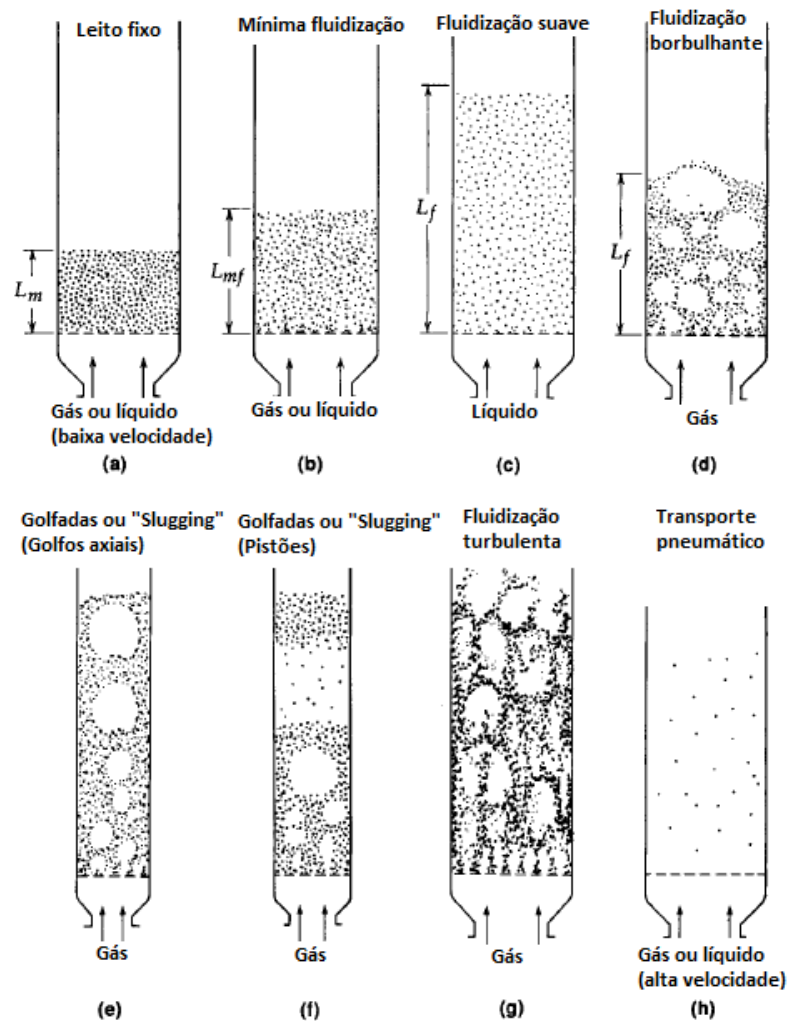 Leito fixo
Mínima fluidização
Fluidização suave
Fluidização
borbulhante
L_m
L_mf
L_f
L_f
Gás ou líquido
(baixa velocidade)
Gás ou líquido
Líquido
Gás
(a)
(b)
(c)
(d)
Golfadas ou "Slugging"
(Golfos axiais)
Golfadas ou "Slugging"
(Pistões)
Fluidização
turbulenta
Transporte
pneumático
Gás
Gás
Gás
Gás ou líquido
(alta velocidade)
(e)
(f)
(g)
(h)